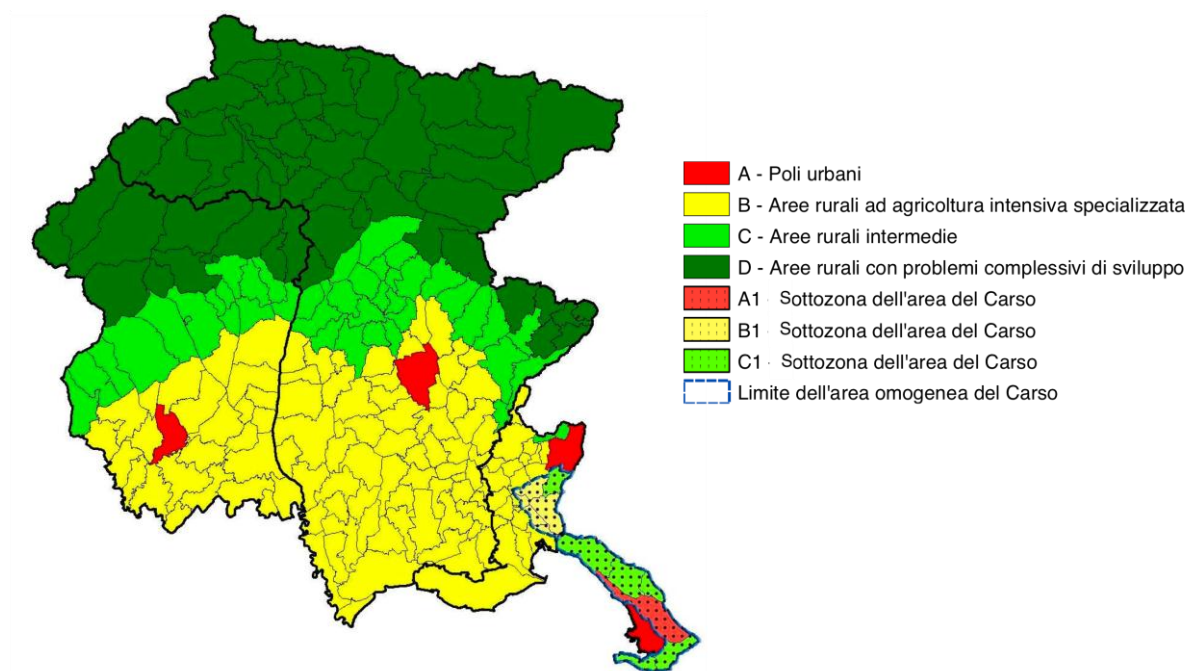 A - Poli urbani
B - Aree rurali ad agricoltura intensiva specializzata
C - Aree rurali intermedie
D - Aree rurali con problemi complessivi di sviluppo
A1 - Sottozona dell'area del Carso
B1 - Sottozona dell'area del Carso
C1 - Sottozona dell'area del Carso
Limite dell'area omogenea del Carso